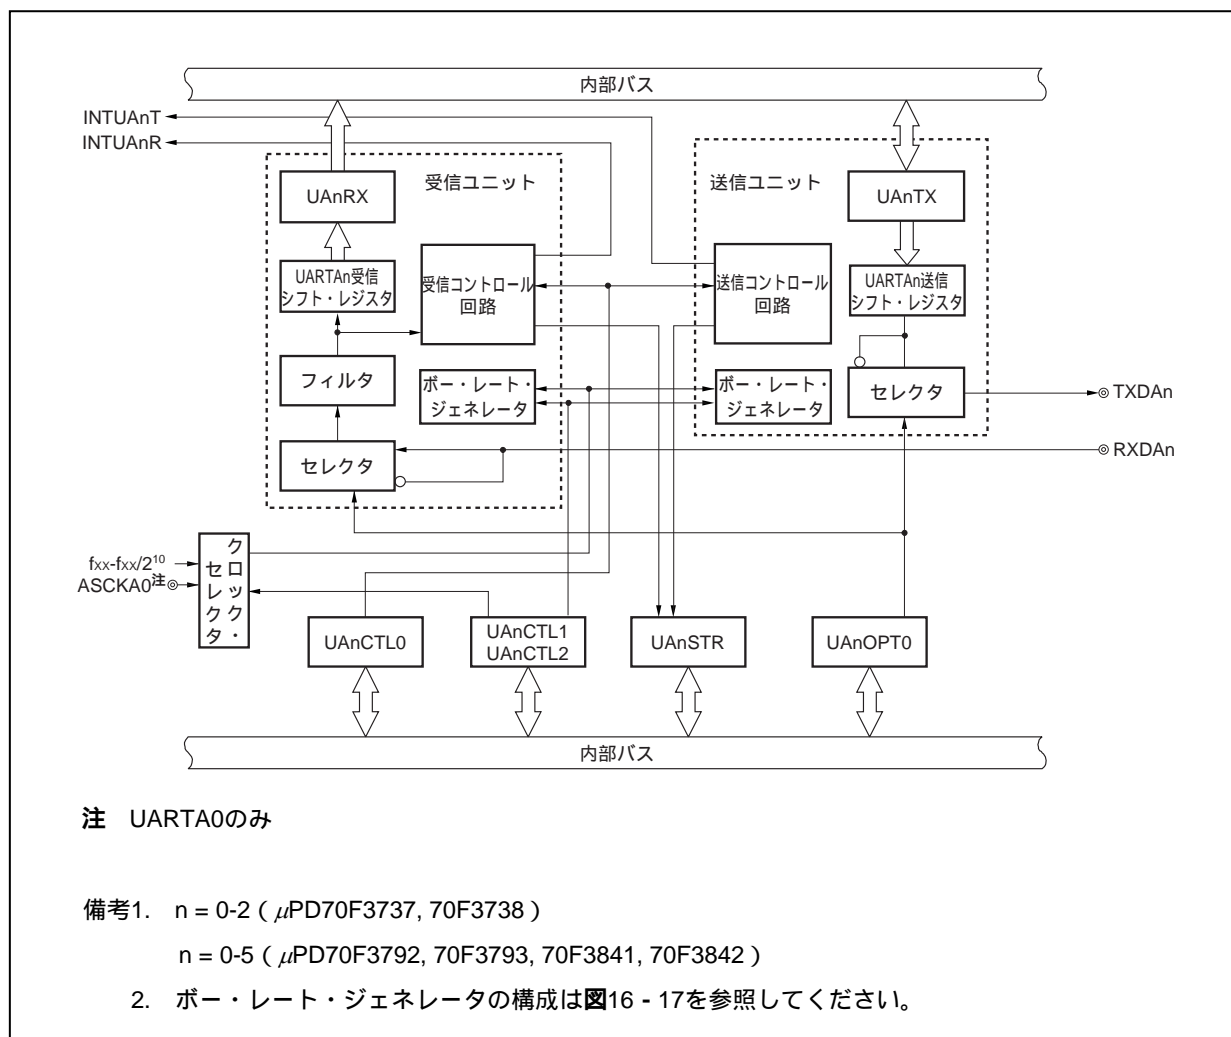 内部バス
INTUAnT
INTUAnR
受信ユニット
送信ユニット
UAnRX
UAnTX
UARTAn受信
シフト・レジスタ
受信コントロール
回路
送信コントロール
回路
UARTAn送信
シフト・レジスタ
フィルタ
ボー・レート・
ジェネレータ
ボー・レート・
ジェネレータ
セレクタ
TXDAn
セレクタ
RXDAn
fxx-fxx/2¹⁰
ASCKA0注
クロック・
セレクタ
UAnCTL0
UAnCTL1
UAnCTL2
UAnSTR
UAnOPT0
内部バス
注 UARTA0のみ
備考1. n = 0-2(μPD70F3737, 70F3738)
n = 0-5(μPD70F3792, 70F3793, 70F3841, 70F3842)
2. ボー・レート・ジェネレータの構成は図16-17を参照してください。